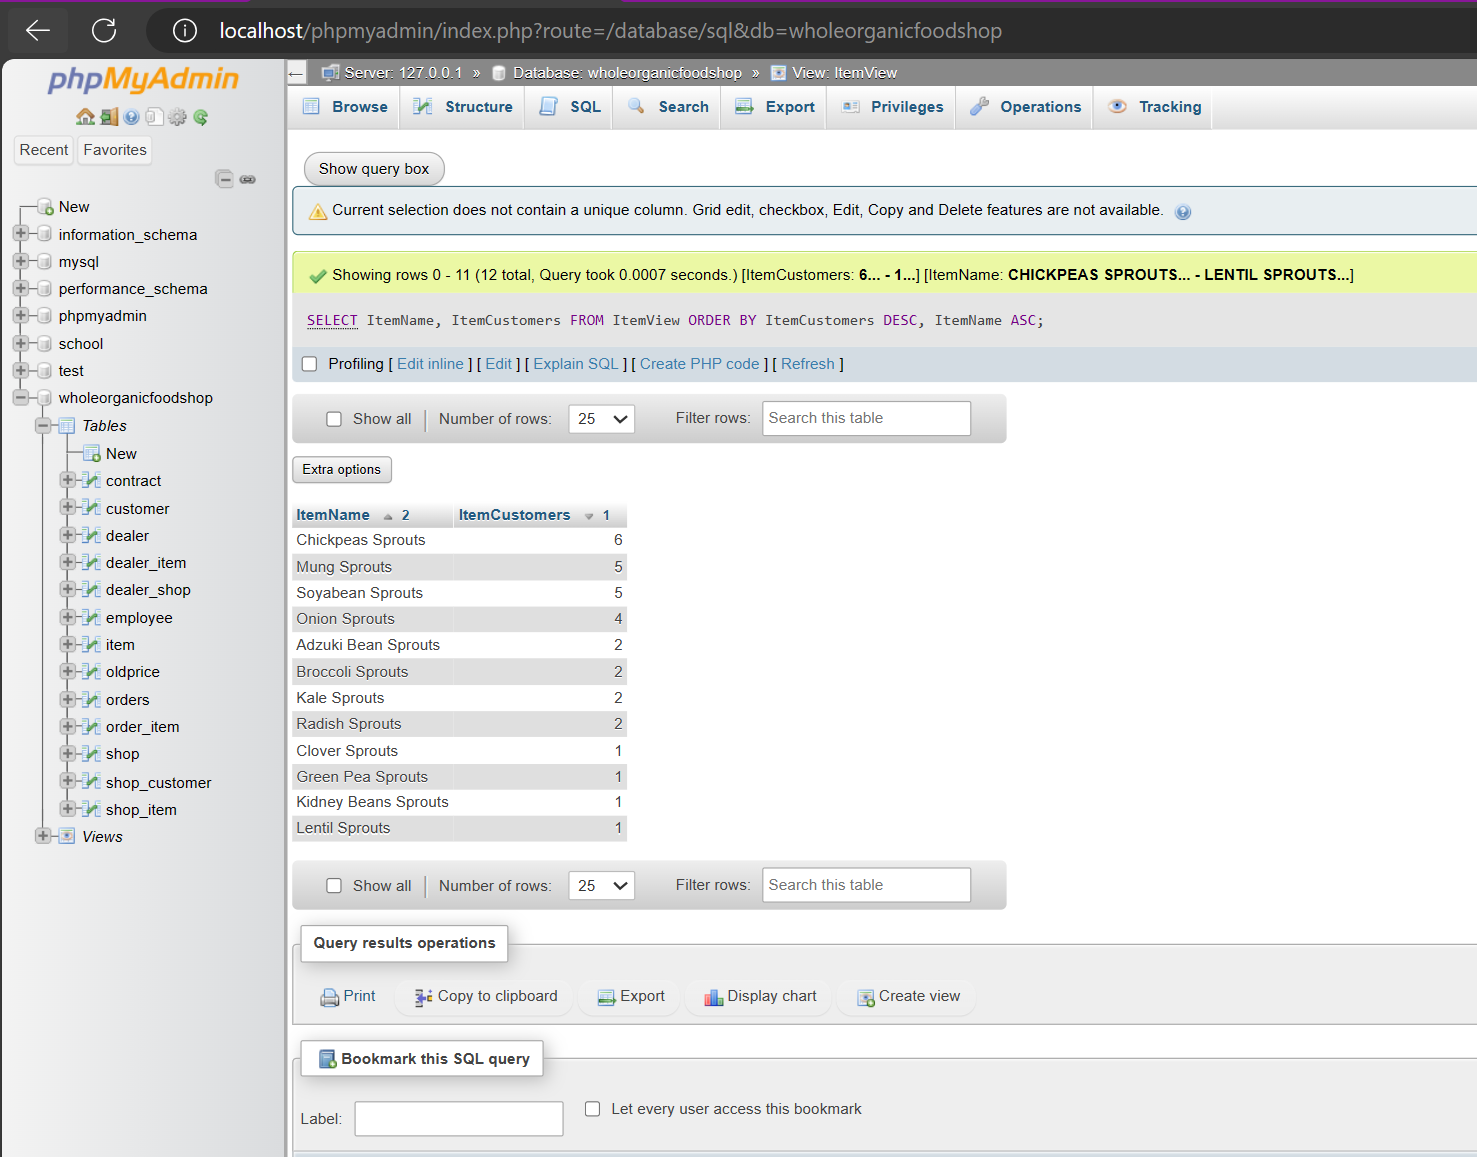 localhost/phpmyadmin/index.php?route=/database/sql&db=wholeorganicfoodshop
phpMyAdmin
Recent Favorites
New
information_schema
mysql
performance_schema
phpmyadmin
school
test
wholeorganicfoodshop
Tables
New
contract
customer
dealer
dealer_item
dealer_shop
employee
item
oldprice
orders
order_item
shop
shop_customer
shop_item
Views
Server: 127.0.0.1 » Database: wholeorganicfoodshop » View: ItemView
Browse Structure SQL Search Export Privileges Operations Tracking
Show query box
Current selection does not contain a unique column. Grid edit, checkbox, Edit, Copy and Delete features are not available.
Showing rows 0 - 11 (12 total, Query took 0.0007 seconds.) [ItemCustomers: 6... - 1...] [ItemName: CHICKPEAS SPROUTS... - LENTIL SPROUTS...]
SELECT ItemName, ItemCustomers FROM ItemView ORDER BY ItemCustomers DESC, ItemName ASC;
Profiling [ Edit inline ] [ Edit ] [ Explain SQL ] [ Create PHP code ] [ Refresh ]
Show all Number of rows: 25 Filter rows: Search this table
Extra options
ItemName 2 ItemCustomers 1
Chickpeas Sprouts 6
Mung Sprouts 5
Soyabean Sprouts 5
Onion Sprouts 4
Adzuki Bean Sprouts 2
Broccoli Sprouts 2
Kale Sprouts 2
Radish Sprouts 2
Clover Sprouts 1
Green Pea Sprouts 1
Kidney Beans Sprouts 1
Lentil Sprouts 1
Show all Number of rows: 25 Filter rows: Search this table
Query results operations
Print Copy to clipboard Export Display chart Create view
Bookmark this SQL query
Label: Let every user access this bookmark